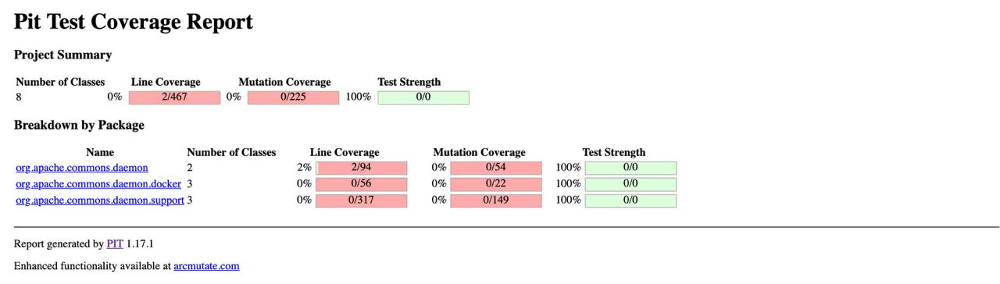 Pit Test Coverage Report
Project Summary
Number of Classes Line Coverage Mutation Coverage Test Strength
8 0% 2/467 0% 0/225 100% 0/0
Breakdown by Package
Name Number of Classes Line Coverage Mutation Coverage Test Strength
org.apache.commons.daemon 2 2% 2/94 0% 0/54 100% 0/0
org.apache.commons.daemon.docker 3 0% 0/56 0% 0/22 100% 0/0
org.apache.commons.daemon.support 3 0% 0/317 0% 0/149 100% 0/0
Report generated by PIT 1.17.1
Enhanced functionality available at arcmutate.com